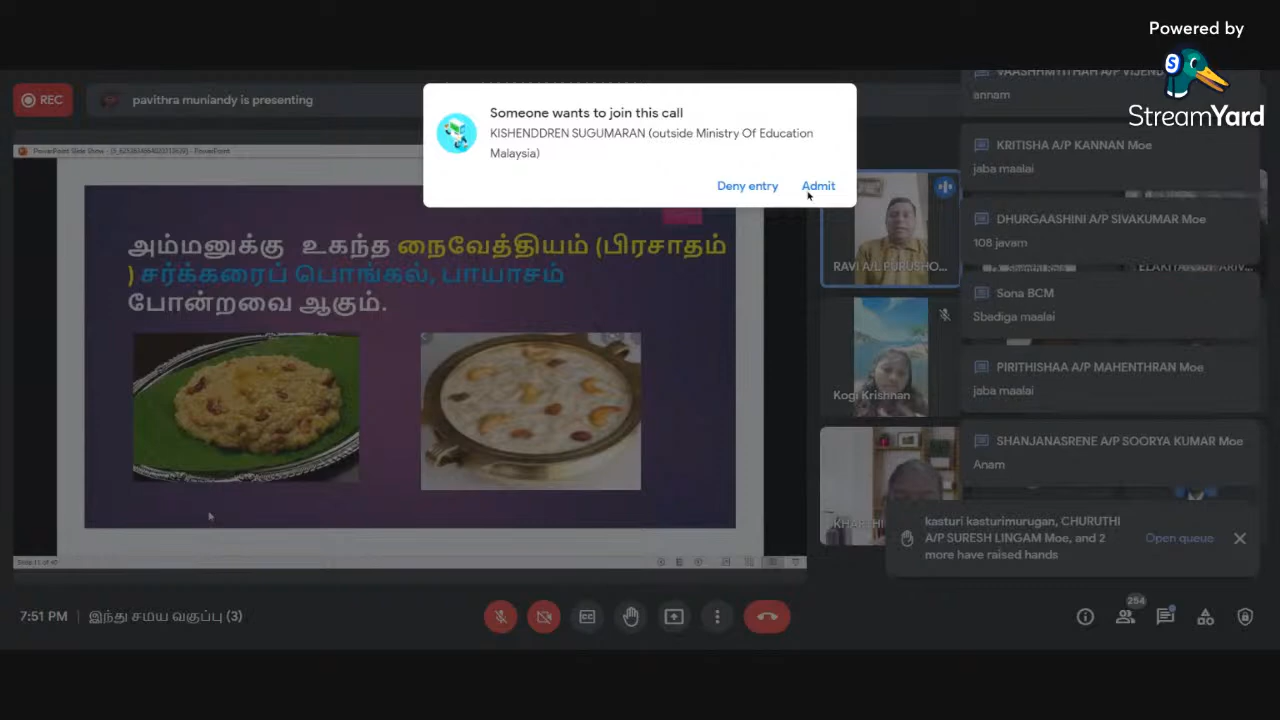 Powered by
StreamYard
REC
pavithra muniandy is presenting
Someone wants to join this call
KISHENDDREN SUGUMARAN (outside Ministry Of Education
Malaysia)
Deny entry
Admit
அம்மனுக்கு உகந்த நைவேத்தியம் (பிரசாதம்
) சர்க்கரைப் பொங்கல், பாயாசம்
போன்றவை ஆகும்.
RAVI A/L PURUSHO...
Kogi Krishnan
annam
KRITISHA A/P KANNAN Moe
jaba maalai
DHURGAASHINI A/P SIVAKUMAR Moe
108 javam
Sona BCM
Sbadiga maalai
PIRITHISHAA A/P MAHENTHRAN Moe
jaba maalai
SHANJANASRENE A/P SOORYA KUMAR Moe
Anam
kasturi kasturimurugan, CHURUTHI
A/P SURESH LINGAM Moe, and 2
more have raised hands
Open queue
7:51 PM
இந்து சமய வகுப்பு (3)
254